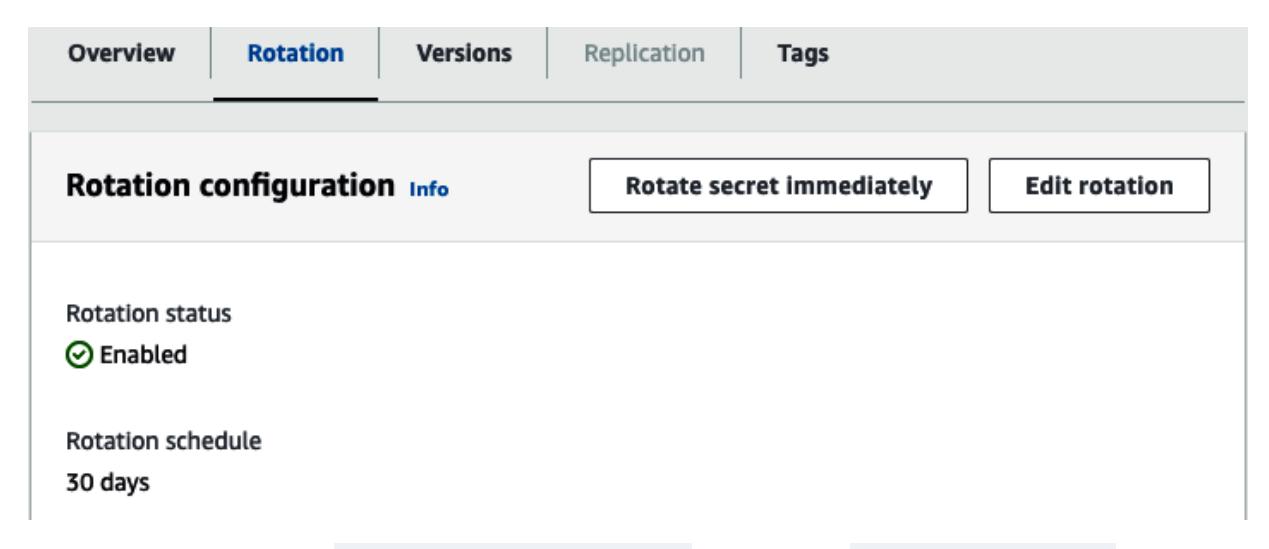 Overview Rotation Versions Replication Tags
Rotation configuration Info Rotate secret immediately Edit rotation
Rotation status
Enabled
Rotation schedule
30 days